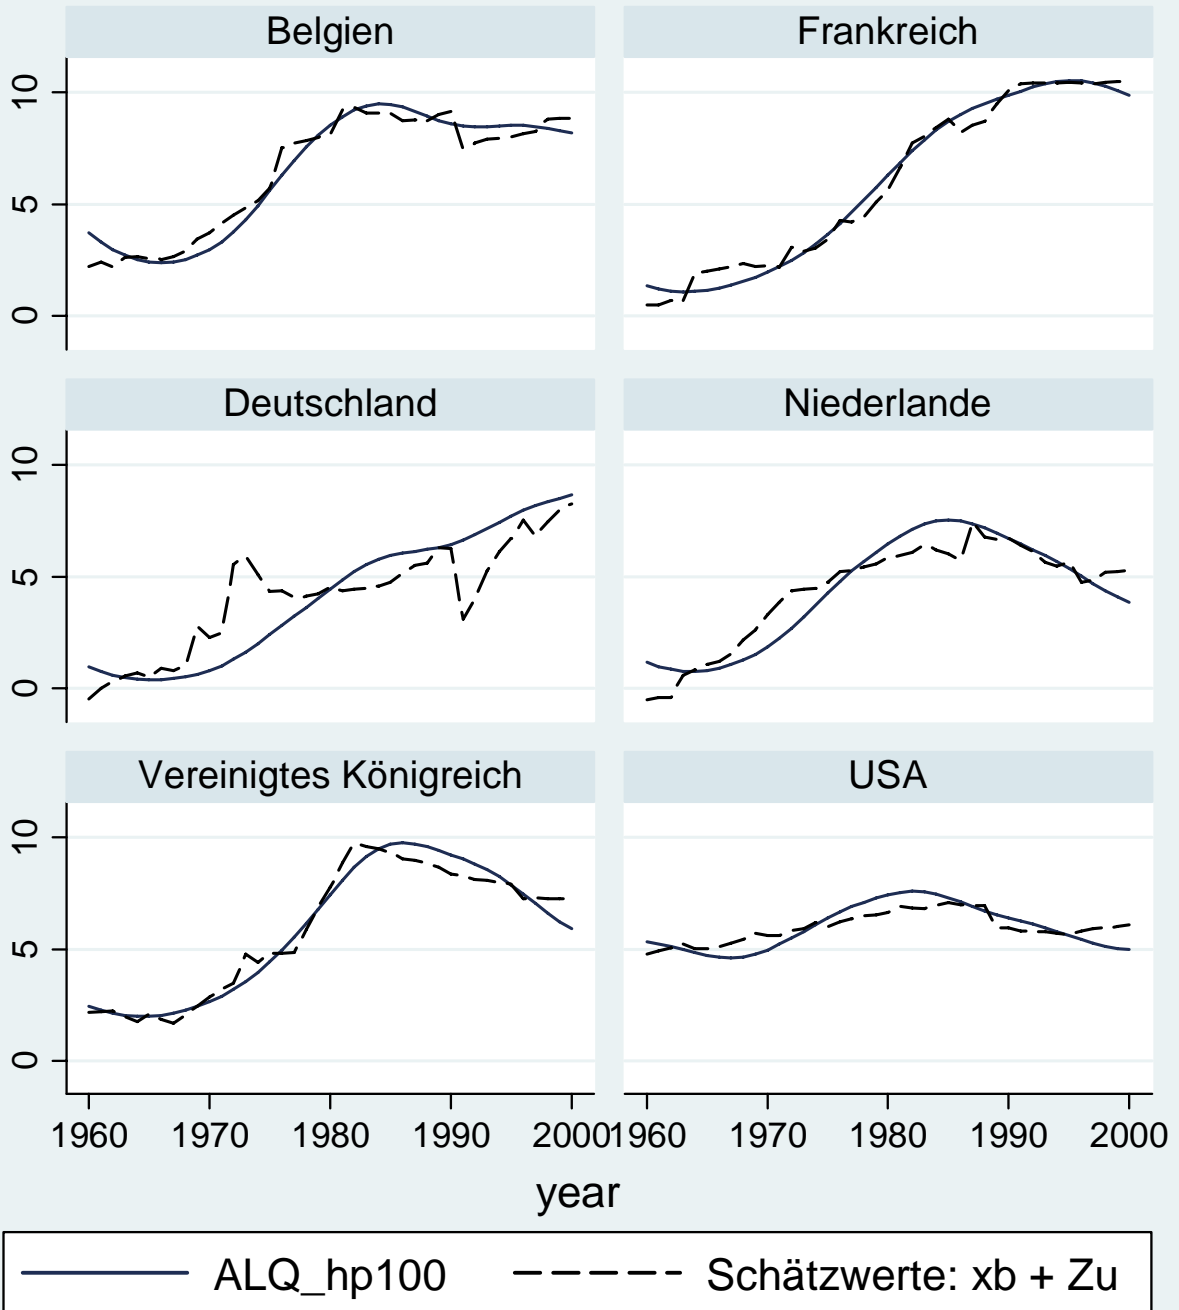 Belgien
Frankreich
10
5
0
Deutschland
Niederlande
10
5
0
Vereinigtes Königreich
USA
10
5
0
1960 1970 1980 1990 2000 1960 1970 1980 1990 2000
year
ALQ_hp100 Schätzwerte: xb + Zu